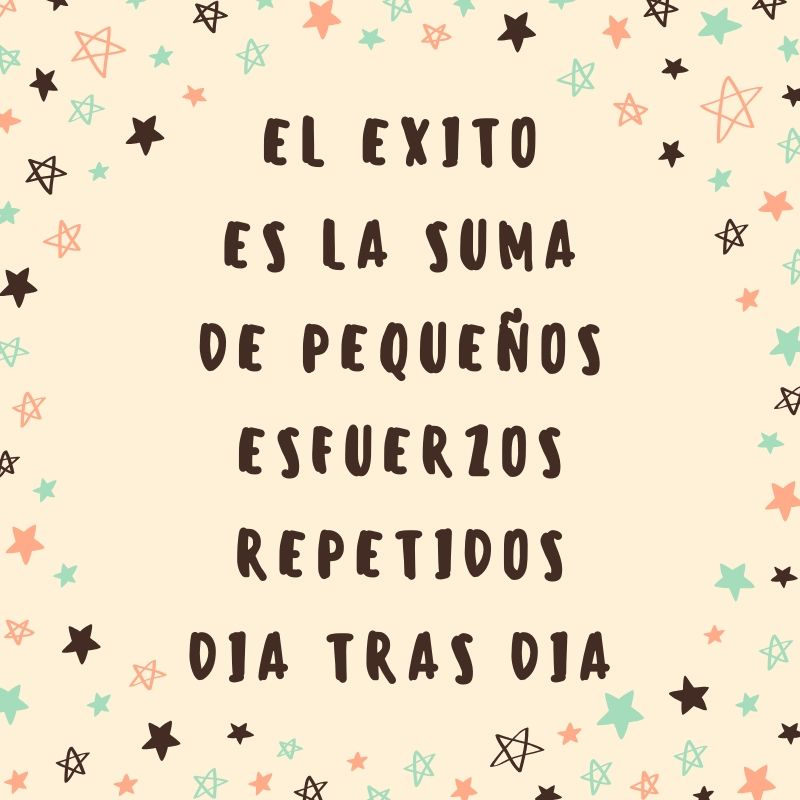 EL EXITO
ES LA SUMA
DE PEQUEÑOS
ESFUERZOS
REPETIDOS
DIA TRAS DIA